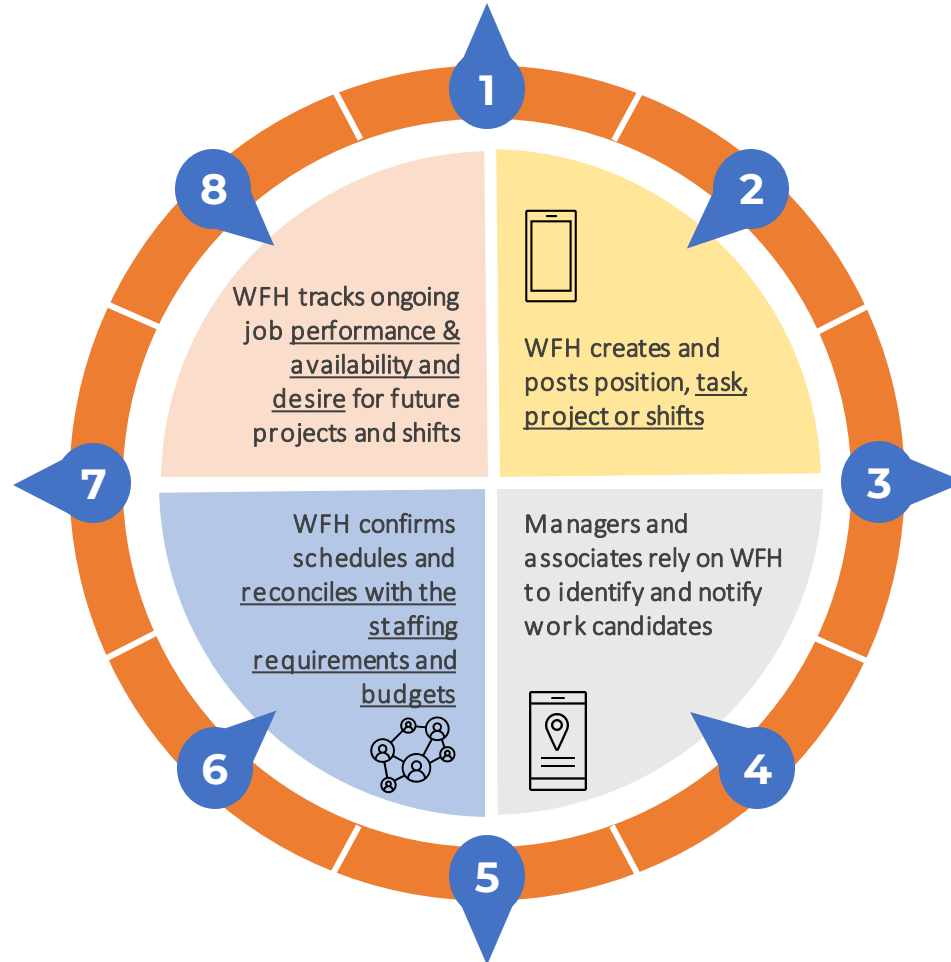 1
2
WFH creates and
posts position, task,
project or shifts
3
Managers and
associates rely on WFH
to identify and notify
work candidates
4
5
6
WFH confirms
schedules and
reconciles with the
staffing
requirements and
budgets
7
8
WFH tracks ongoing
job performance &
availability and
desire for future
projects and shifts